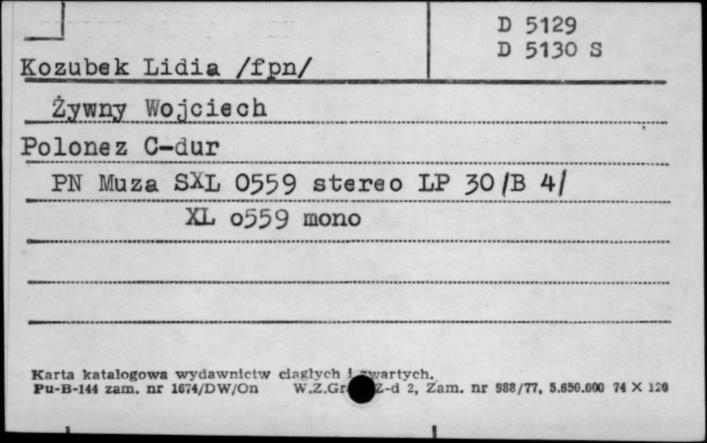 D 5129
D 5130 S
Kozubek Lidia /fpn/
Żywny Wojciech
Polonez C-dur
PN Muza SXL 0559 stereo LP 30/B 4/
XL o559 mono
Karta katalogowa wydawnictw ciągłych i zwartych.
Pu-B-144 zam. nr 1674/DW/On W.Z.Gr Z-d 2, Zam. nr 988/77, 5.650.000 74 X 120